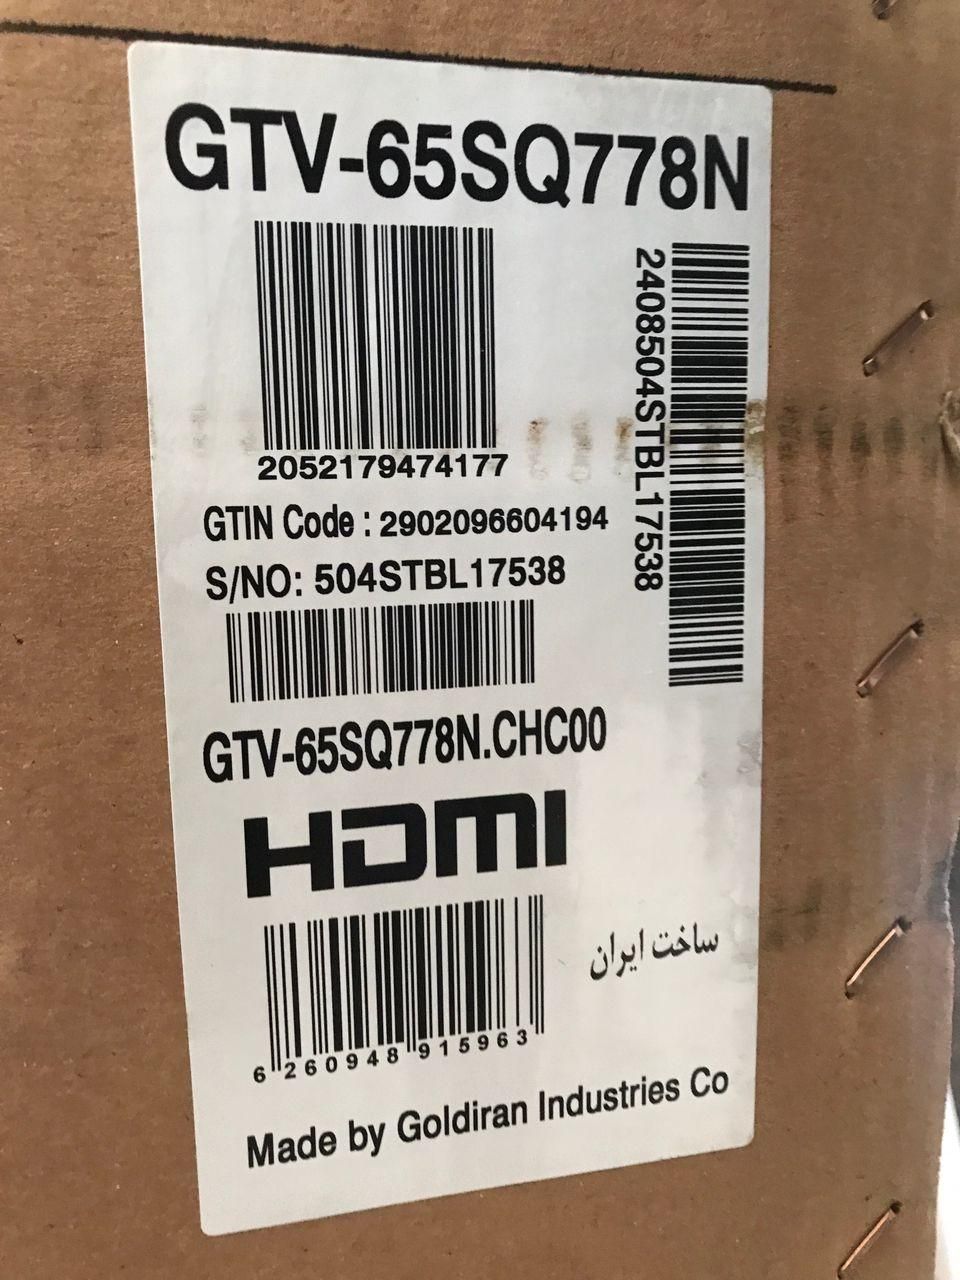 GTV-65SQ778N
2052179474177
2408504STBL17538
GTIN Code : 2902096604194
S/NO: 504STBL17538
GTV-65SQ778N.CHC00
HDMI
ساخت ایران
6 260948 915963
Made by Goldiran Industries Co